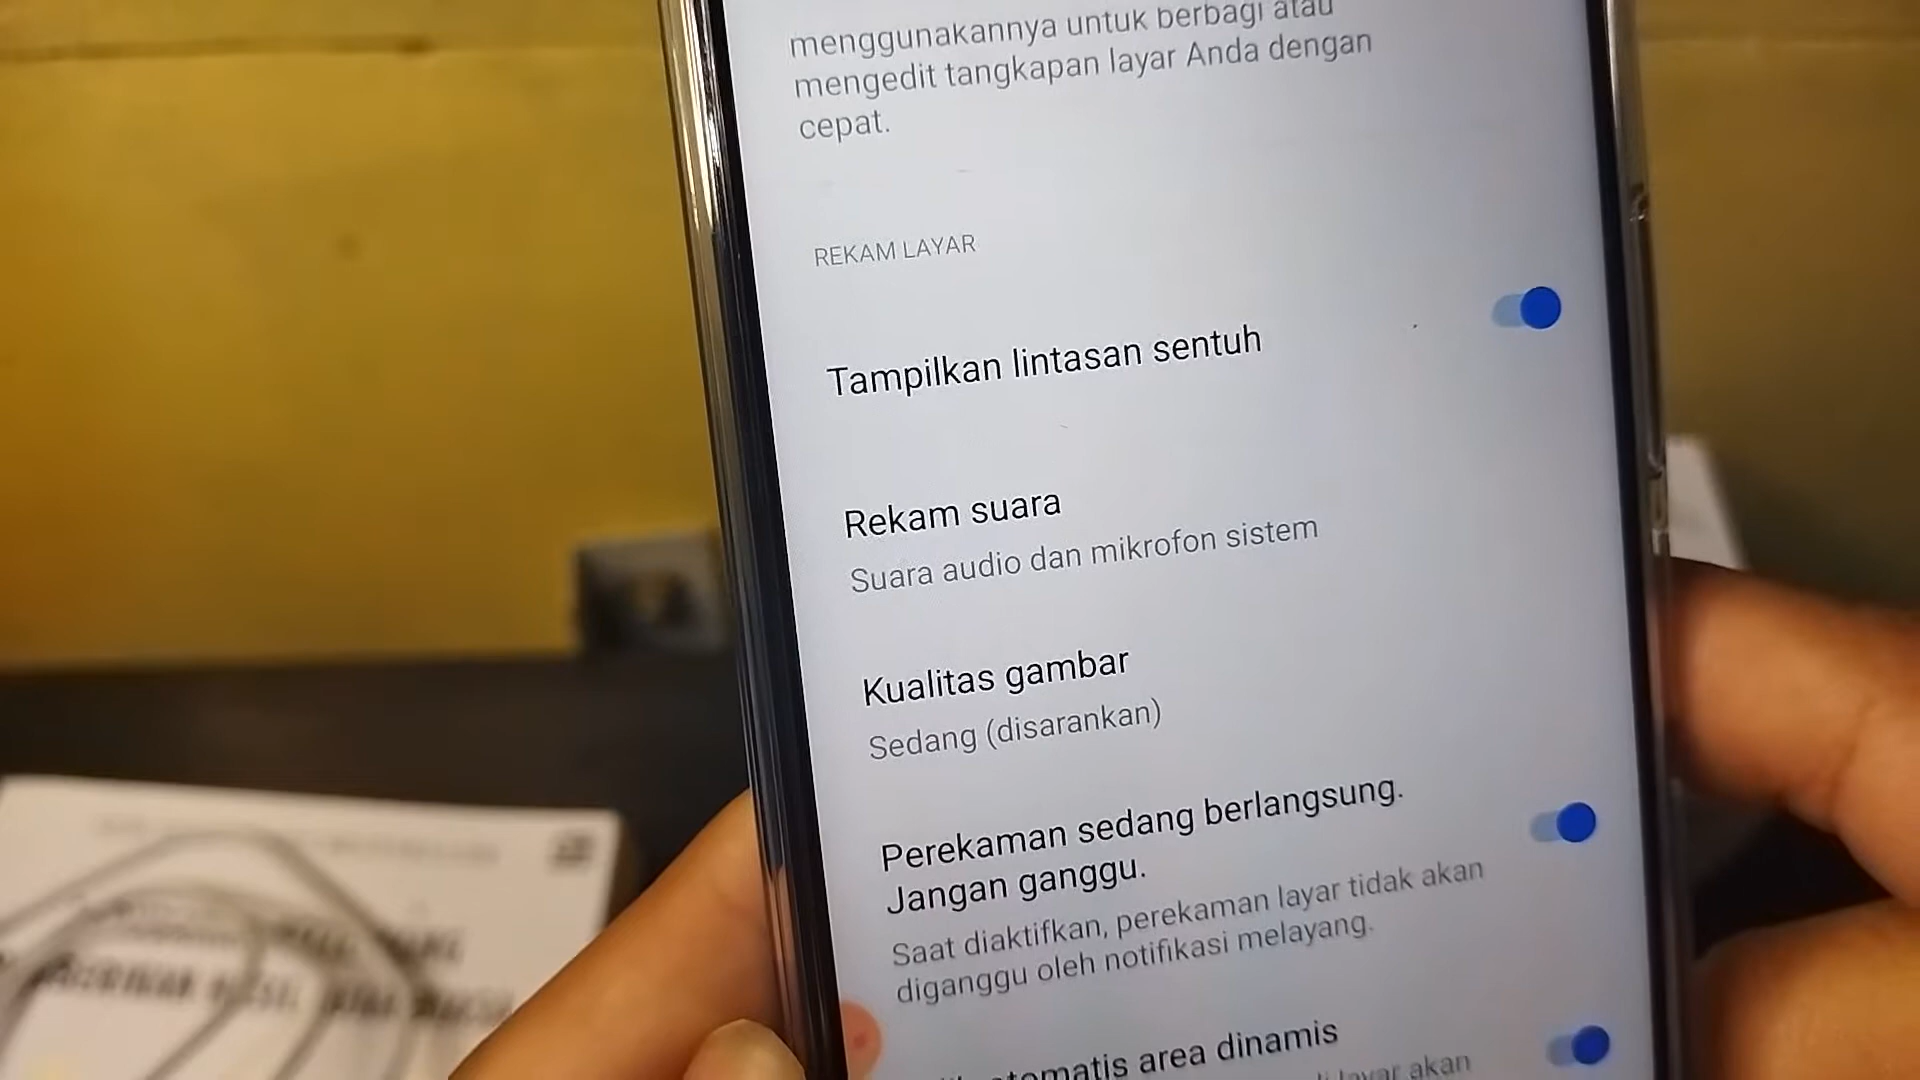 menggunakannya untuk berbagi atau
mengedit tangkapan layar Anda dengan
cepat.
REKAM LAYAR
Tampilkan lintasan sentuh
Rekam suara
Suara audio dan mikrofon sistem
Kualitas gambar
Sedang (disarankan)
Perekaman sedang berlangsung.
Jangan ganggu.
Saat diaktifkan, perekaman layar tidak akan
diganggu oleh notifikasi melayang.
area dinamis
akan